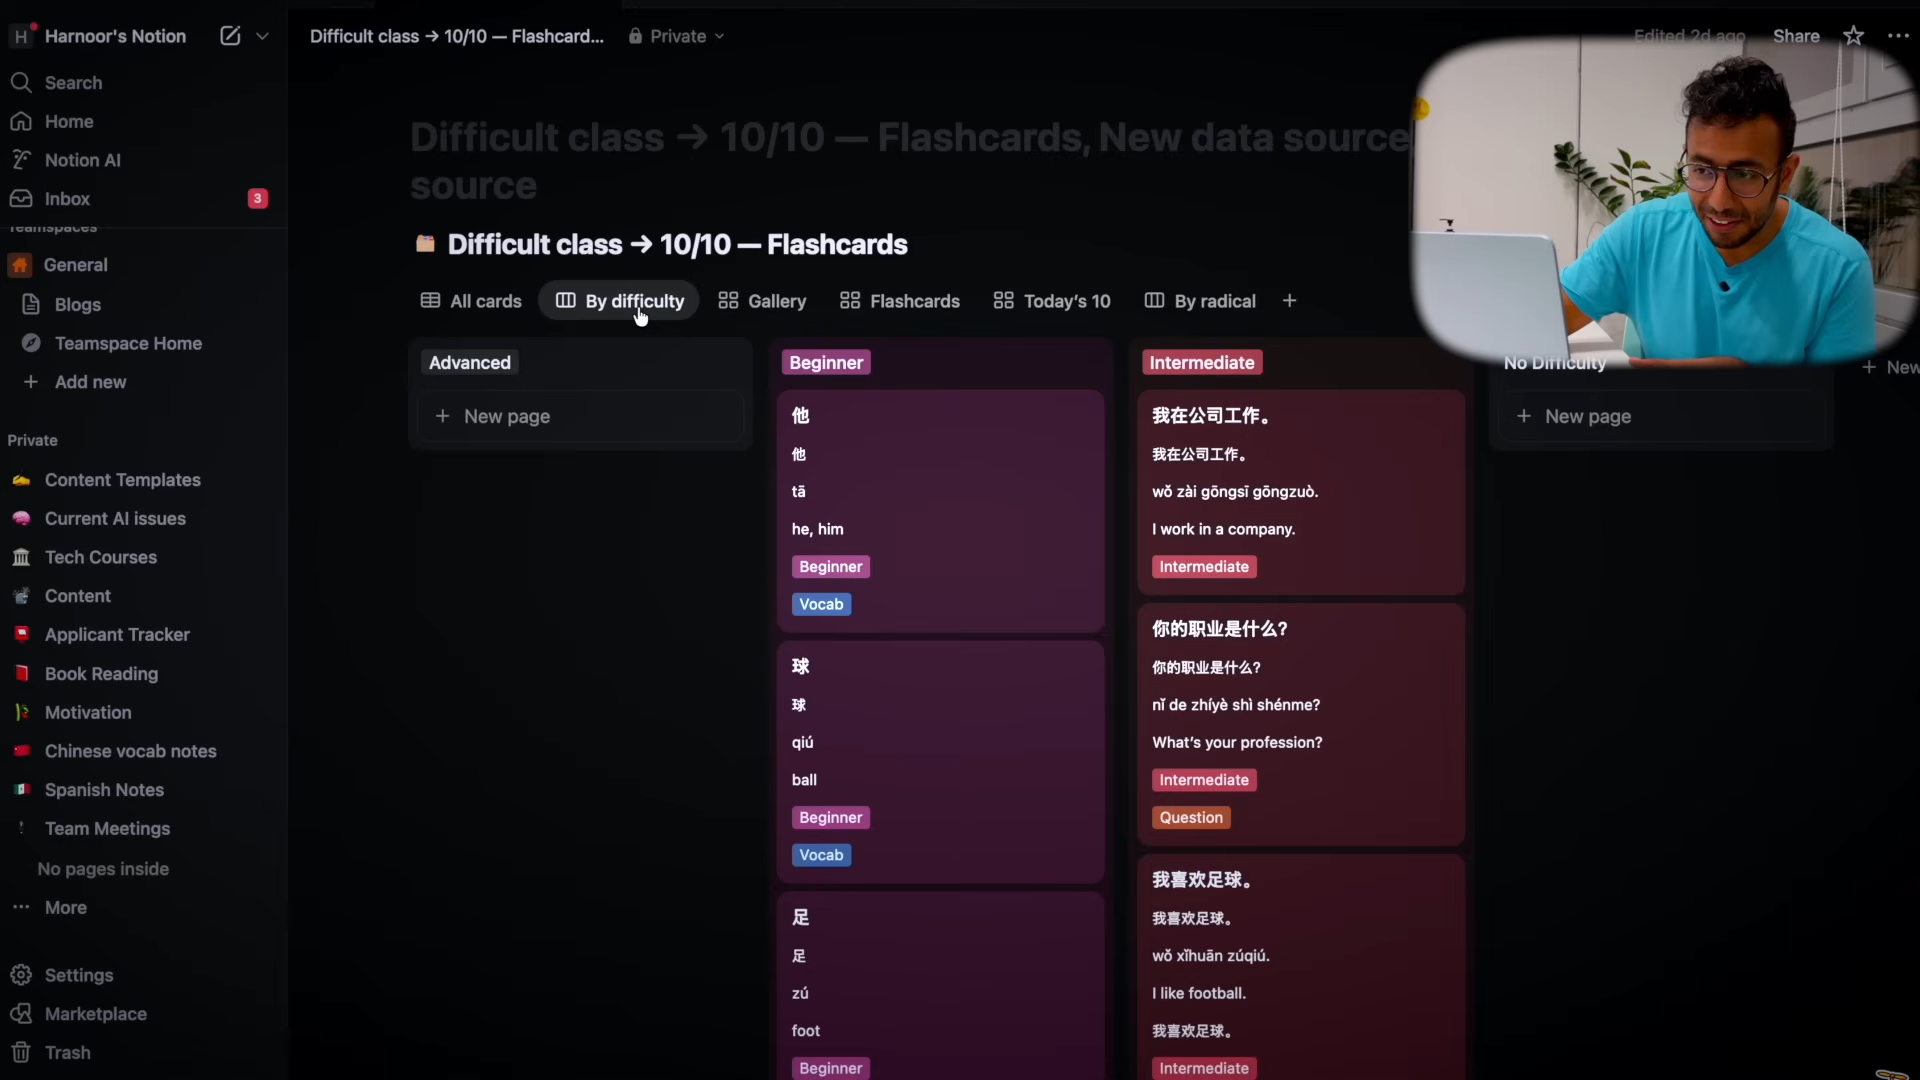 H Harnoor's Notion
Search
Home
Notion AI
Inbox 3
Teamspaces
General
Blogs
Teamspace Home
Add new
Private
Content Templates
Current AI issues
Tech Courses
Content
Applicant Tracker
Book Reading
Motivation
Chinese vocab notes
Spanish Notes
Team Meetings
No pages inside
More
Settings
Marketplace
Trash
Difficult class → 10/10 — Flashcard...
Private
Edited 2d ago
Share
Difficult class → 10/10 — Flashcards, New data source
source
Difficult class → 10/10 — Flashcards
All cards
By difficulty
Gallery
Flashcards
Today's 10
By radical
Advanced
+ New page
Beginner
他
他
tā
he, him
Beginner
Vocab
球
球
qiú
ball
Beginner
Vocab
足
足
zú
foot
Beginner
Intermediate
我在公司工作。
我在公司工作。
wǒ zài gōngsī gōngzuò.
I work in a company.
Intermediate
你的职业是什么?
你的职业是什么?
nǐ de zhíyè shì shénme?
What's your profession?
Intermediate
Question
我喜欢足球。
我喜欢足球。
wǒ xǐhuān zúqiú.
I like football.
我喜欢足球。
Intermediate
No Difficulty
+ New page
+ New